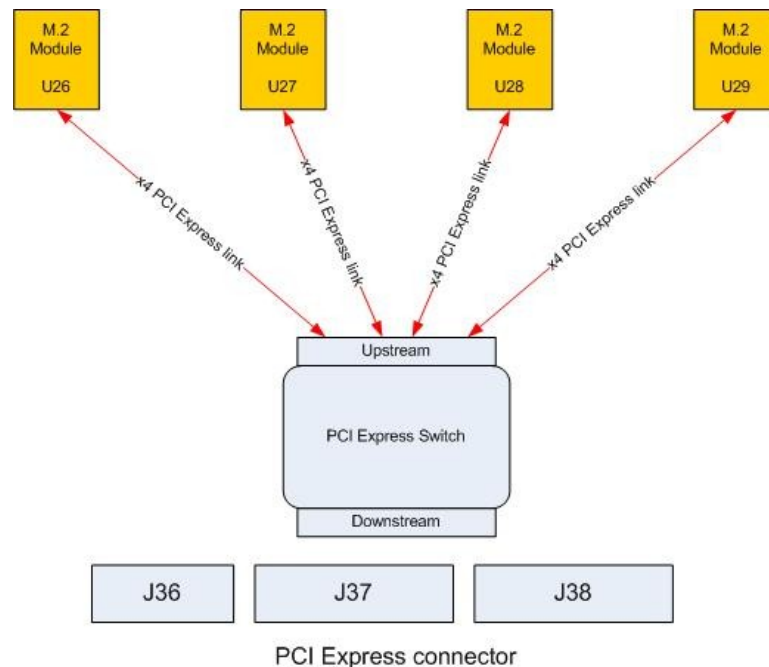 M.2
Module
U26
M.2
Module
U27
M.2
Module
U28
M.2
Module
U29
x4 PCI Express link
x4 PCI Express link
x4 PCI Express link
x4 PCI Express link
Upstream
PCI Express Switch
Downstream
J36
J37
J38
PCI Express connector